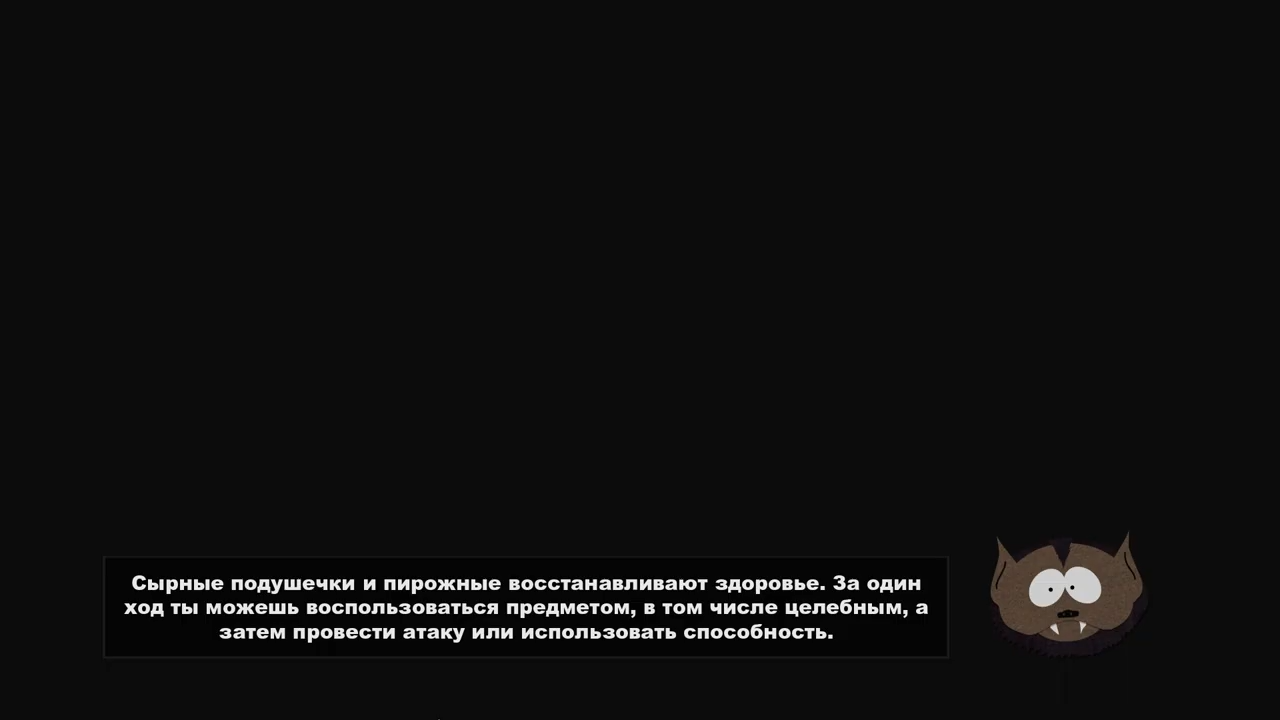 Сырные подушечки и пирожные восстанавливают здоровье. За один
ход ты можешь воспользоваться предметом, в том числе целебным, а
затем провести атаку или использовать способность.